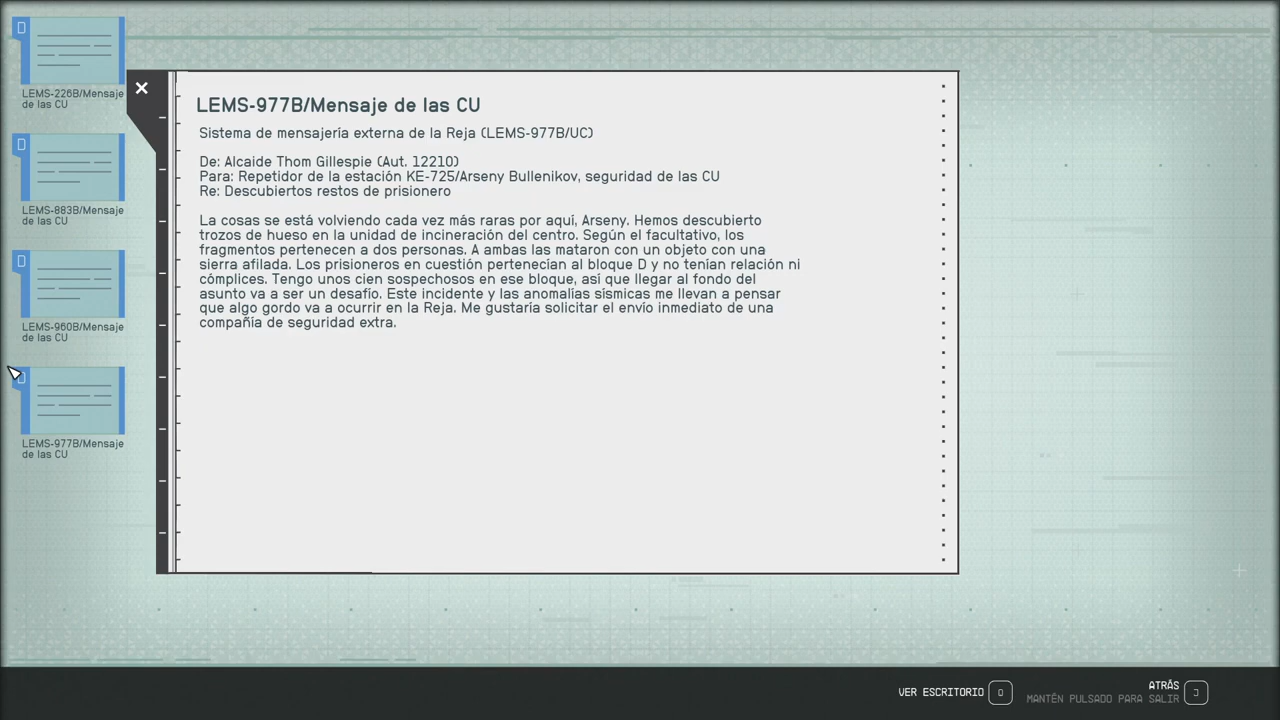 D
LEMS-226B/Mensaje
de las CU
D
LEMS-883B/Mensaje
de las CU
D
LEMS-960B/Mensaje
de las CU
D
LEMS-977B/Mensaje
de las CU
LEMS-977B/Mensaje de las CU
Sistema de mensajería externa de la Reja (LEMS-977B/UC)
De: Alcaide Thom Gillespie (Aut. 12210)
Para: Repetidor de la estación KE-725/Arseny Bullenikov, seguridad de las CU
Re: Descubiertos restos de prisionero
La cosas se está volviendo cada vez más raras por aquí, Arseny. Hemos descubierto
trozos de hueso en la unidad de incineración del centro. Según el facultativo, los
fragmentos pertenecen a dos personas. A ambas las mataron con un objeto con una
sierra afilada. Los prisioneros en cuestión pertenecían al bloque D y no tenían relación ni
cómplices. Tengo unos cien sospechosos en ese bloque, así que llegar al fondo del
asunto va a ser un desafío. Este incidente y las anomalías sísmicas me llevan a pensar
que algo gordo va a ocurrir en la Reja. Me gustaría solicitar el envío inmediato de una
compañía de seguridad extra.
VER ESCRITORIO Q
ATRÁS
MANTÉN PULSADO PARA SALIR